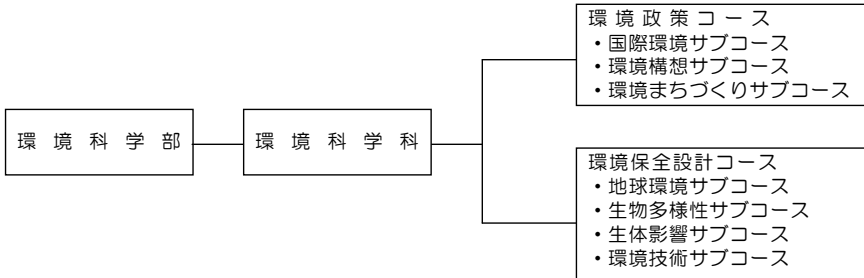 環境科学部
環境科学科
環境政策コース
・国際環境サブコース
・環境構想サブコース
・環境まちづくりサブコース
環境保全設計コース
・地球環境サブコース
・生物多様性サブコース
・生体影響サブコース
・環境技術サブコース